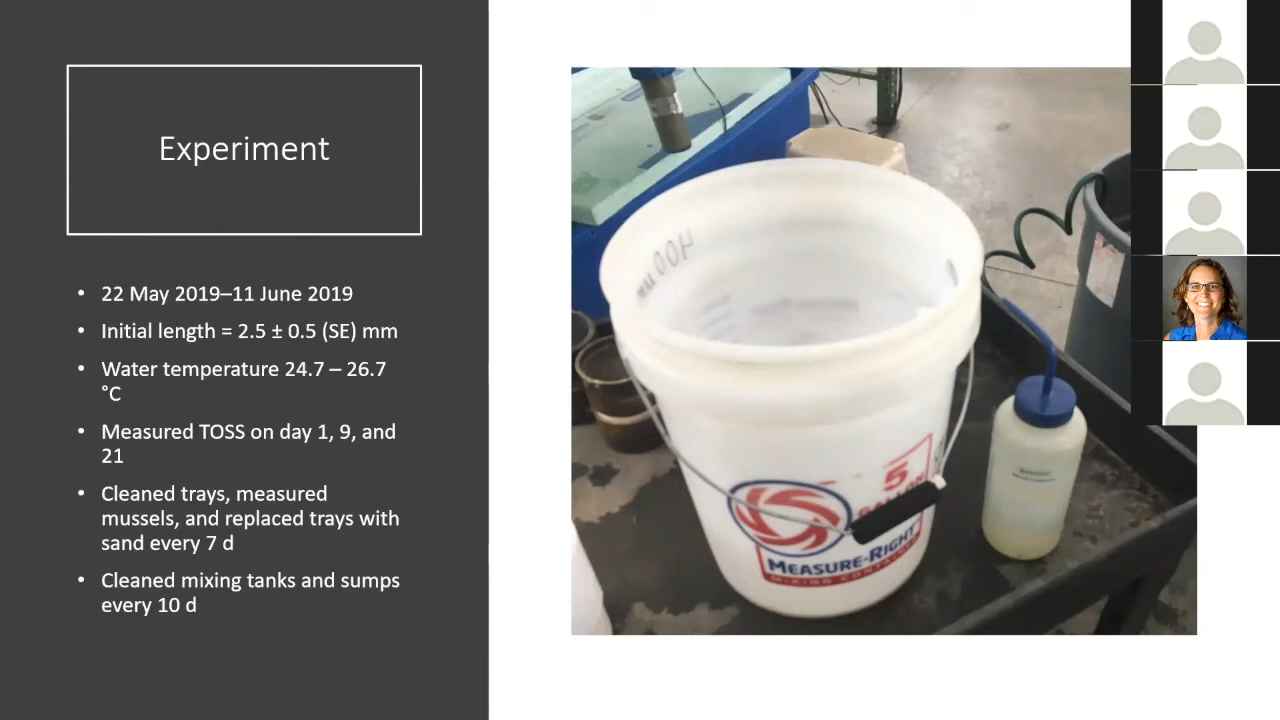 Experiment
• 22 May 2019–11 June 2019
• Initial length = 2.5 ± 0.5 (SE) mm
• Water temperature 24.7 – 26.7
°C
• Measured TOSS on day 1, 9, and
21
• Cleaned trays, measured
mussels, and replaced trays with
sand every 7 d
• Cleaned mixing tanks and sumps
every 10 d
400 µm
5
GALLON
MEASURE-RIGHT
MIXING CONTAINER